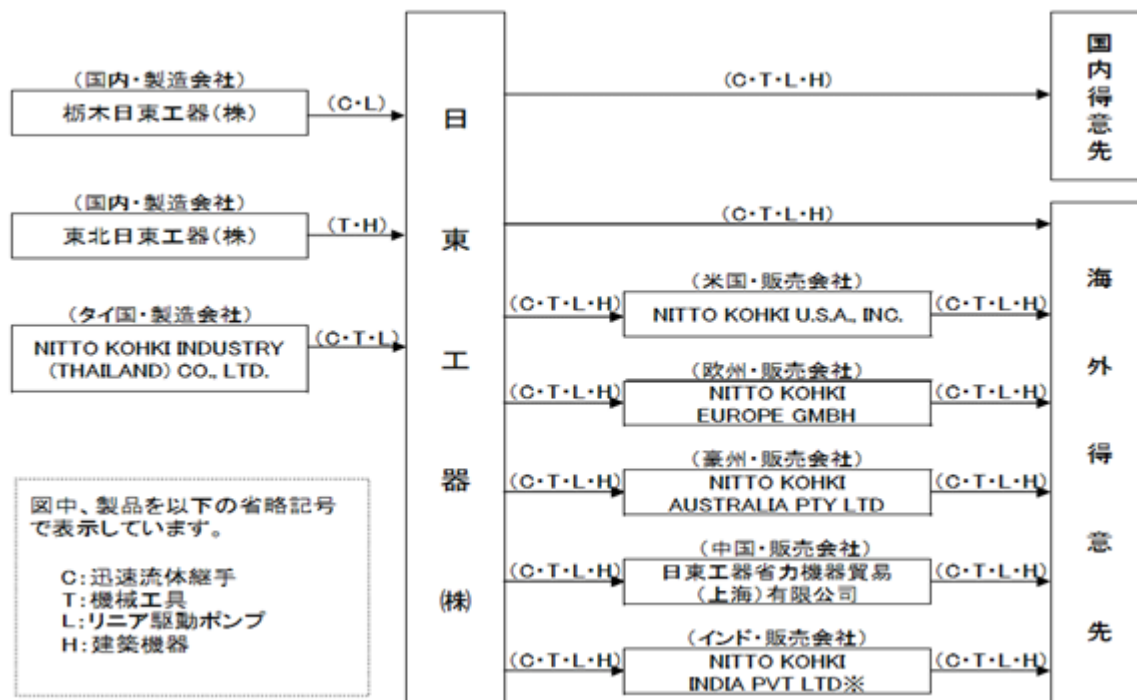 (国内・製造会社)
栃木日東工器(株)
(C・L)
(国内・製造会社)
東北日東工器(株)
(T・H)
(タイ国・製造会社)
NITTO KOHKI INDUSTRY
(THAILAND) CO., LTD.
(C・T・L)
図中、製品を以下の省略記号
で表示しています。
C:迅速流体継手
T:機械工具
L:リニア駆動ポンプ
H:建築機器
日東工器㈱
(C・T・L・H)
国内得意先
(C・T・L・H)
(米国・販売会社)
(C・T・L・H)
NITTO KOHKI U.S.A., INC.
(C・T・L・H)
(欧州・販売会社)
(C・T・L・H)
NITTO KOHKI
EUROPE GMBH
(C・T・L・H)
(豪州・販売会社)
(C・T・L・H)
NITTO KOHKI
AUSTRALIA PTY LTD
(C・T・L・H)
(中国・販売会社)
(C・T・L・H)
日東工器省力機器貿易
(上海)有限公司
(C・T・L・H)
(インド・販売会社)
(C・T・L・H)
NITTO KOHKI
INDIA PVT LTD※
(C・T・L・H)
海外得意先